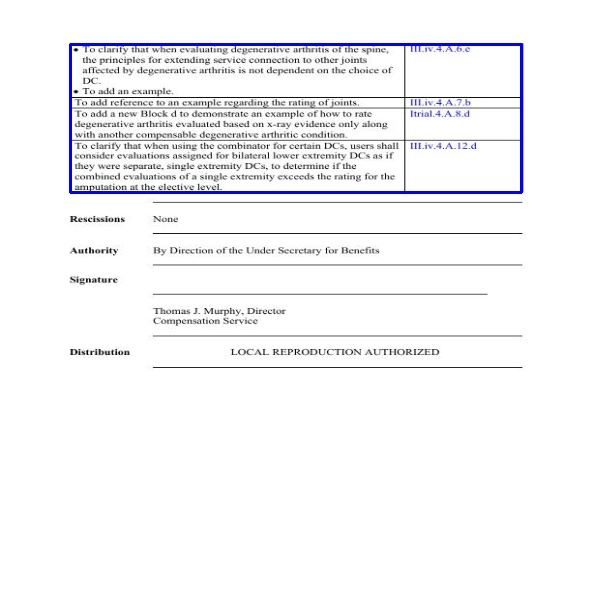 • To clarify that when evaluating degenerative arthritis of the spine, III.iv.4.A.6.e
the principles for extending service connection to other joints
affected by degenerative arthritis is not dependent on the choice of
DC.
• To add an example.
To add reference to an example regarding the rating of joints. III.iv.4.A.7.b
To add a new Block d to demonstrate an example of how to rate Itrial.4.A.8.d
degenerative arthritis evaluated based on x-ray evidence only along
with another compensable degenerative arthritic condition.
To clarify that when using the combinator for certain DCs, users shall III.iv.4.A.12.d
consider evaluations assigned for bilateral lower extremity DCs as if
they were separate, single extremity DCs, to determine if the
combined evaluations of a single extremity exceeds the rating for the
amputation at the elective level.
Rescissions None
Authority By Direction of the Under Secretary for Benefits
Signature
Thomas J. Murphy, Director
Compensation Service
Distribution LOCAL REPRODUCTION AUTHORIZED